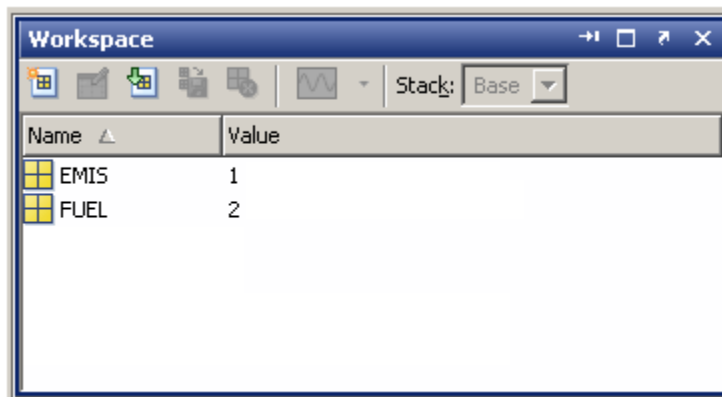 Workspace
Stack: Base
Name Value
EMIS 1
FUEL 2